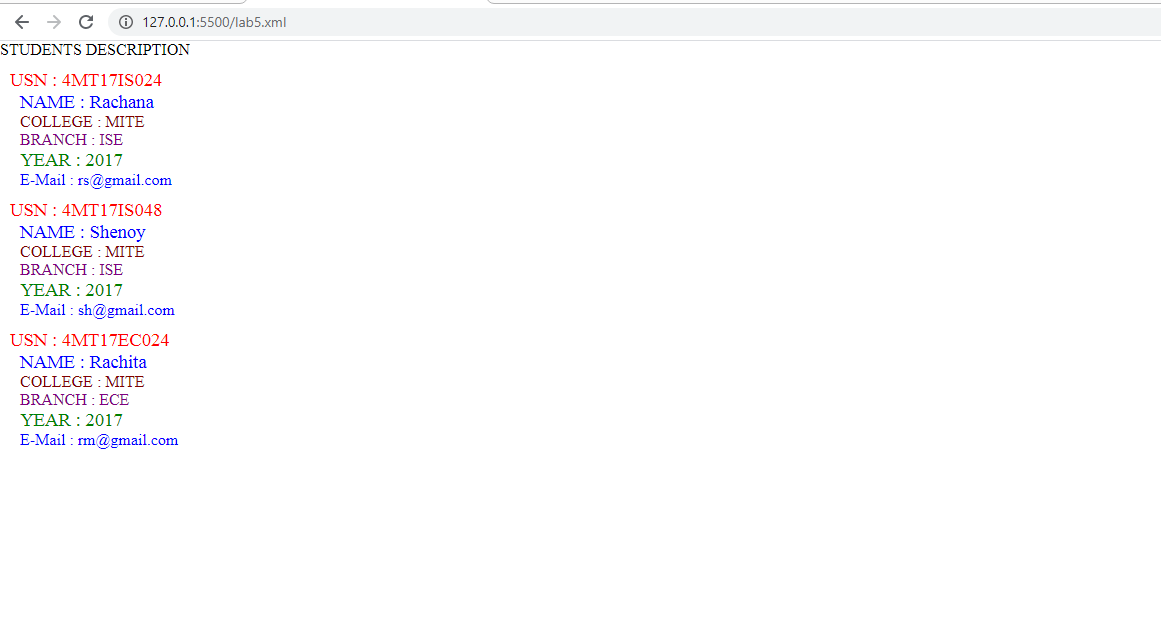 127.0.0.1:5500/lab5.xml
STUDENTS DESCRIPTION
USN : 4MT17IS024
NAME : Rachana
COLLEGE : MITE
BRANCH : ISE
YEAR : 2017
E-Mail : rs@gmail.com
USN : 4MT17IS048
NAME : Shenoy
COLLEGE : MITE
BRANCH : ISE
YEAR : 2017
E-Mail : sh@gmail.com
USN : 4MT17EC024
NAME : Rachita
COLLEGE : MITE
BRANCH : ECE
YEAR : 2017
E-Mail : rm@gmail.com